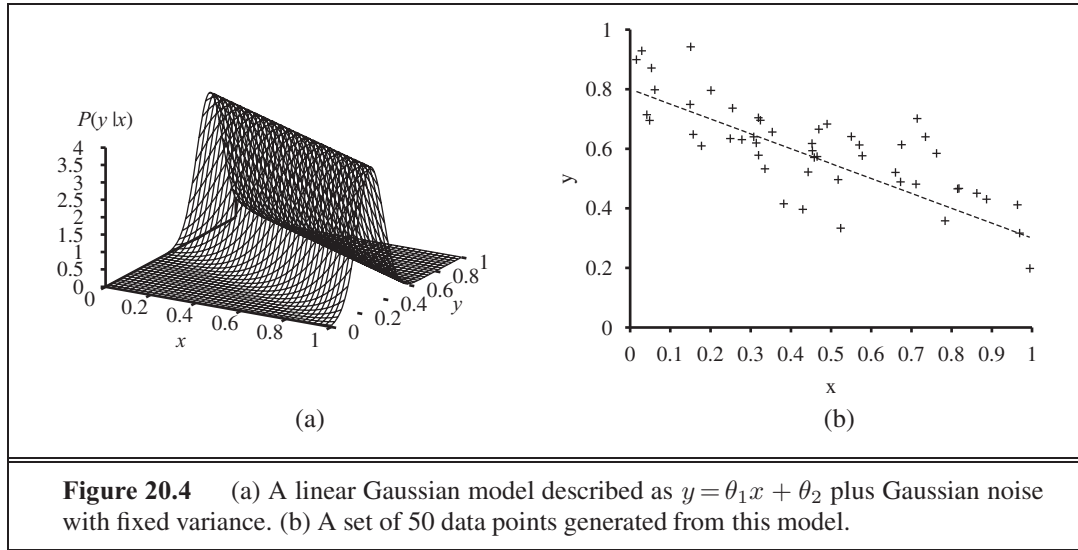 P(y |x)
4
3.5
3
2.5
2
1.5
1
0.5
0
0 0.2 0.4 0.6 0.8 1
x
0 0.2 0.4 0.6 0.8 1
y
(a)
1
0.8
0.6
0.4
0.2
0
y
0 0.1 0.2 0.3 0.4 0.5 0.6 0.7 0.8 0.9 1
x
(b)
Figure 20.4 (a) A linear Gaussian model described as y = θ₁x + θ₂ plus Gaussian noise
with fixed variance. (b) A set of 50 data points generated from this model.